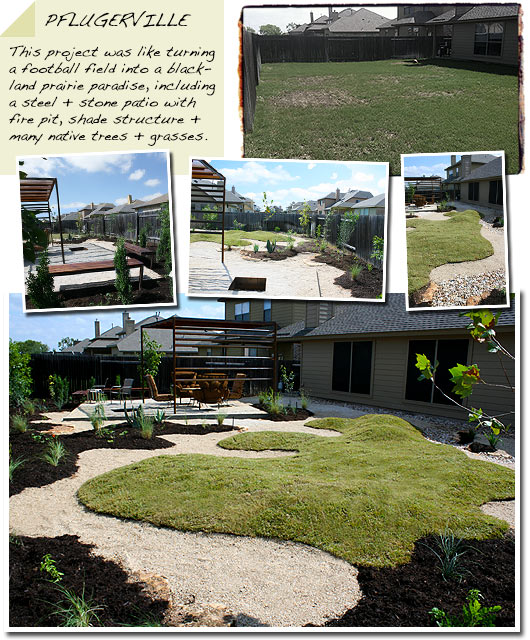 PFLUGERVILLE
This project was like turning
a football field into a black-
land prairie paradise, including
a steel + stone patio with
fire pit, shade structure +
many native trees + grasses.